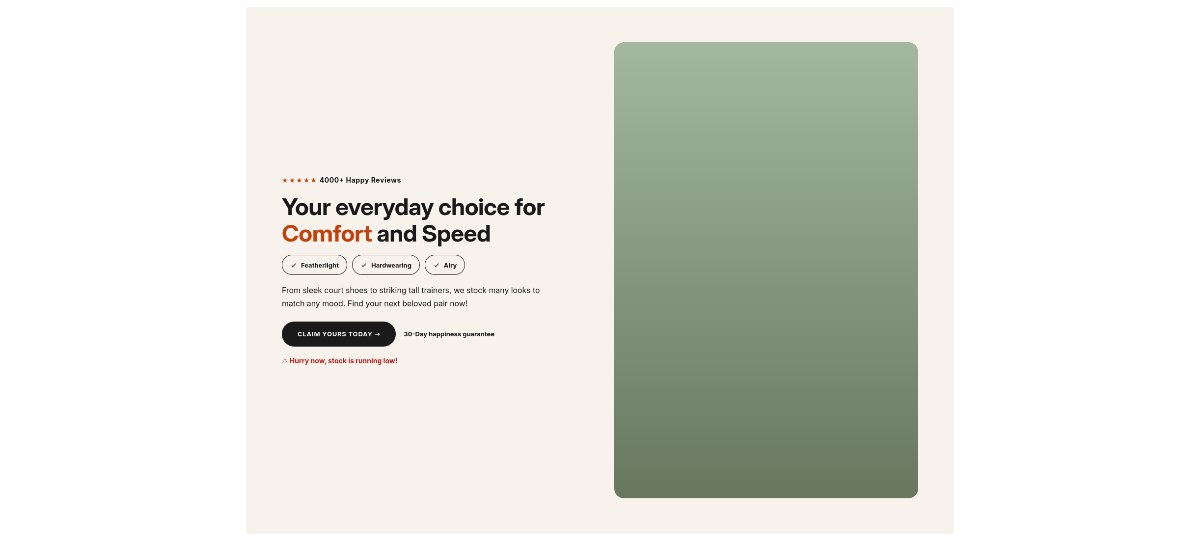 ★★★★★ 4000+ Happy Reviews
Your everyday choice for
Comfort and Speed
✓ Featherlight ✓ Hardwearing ✓ Airy
From sleek court shoes to striking tall trainers, we stock many looks to
match any mood. Find your next beloved pair now!
CLAIM YOURS TODAY → 30-Day happiness guarantee
⚠ Hurry now, stock is running low!